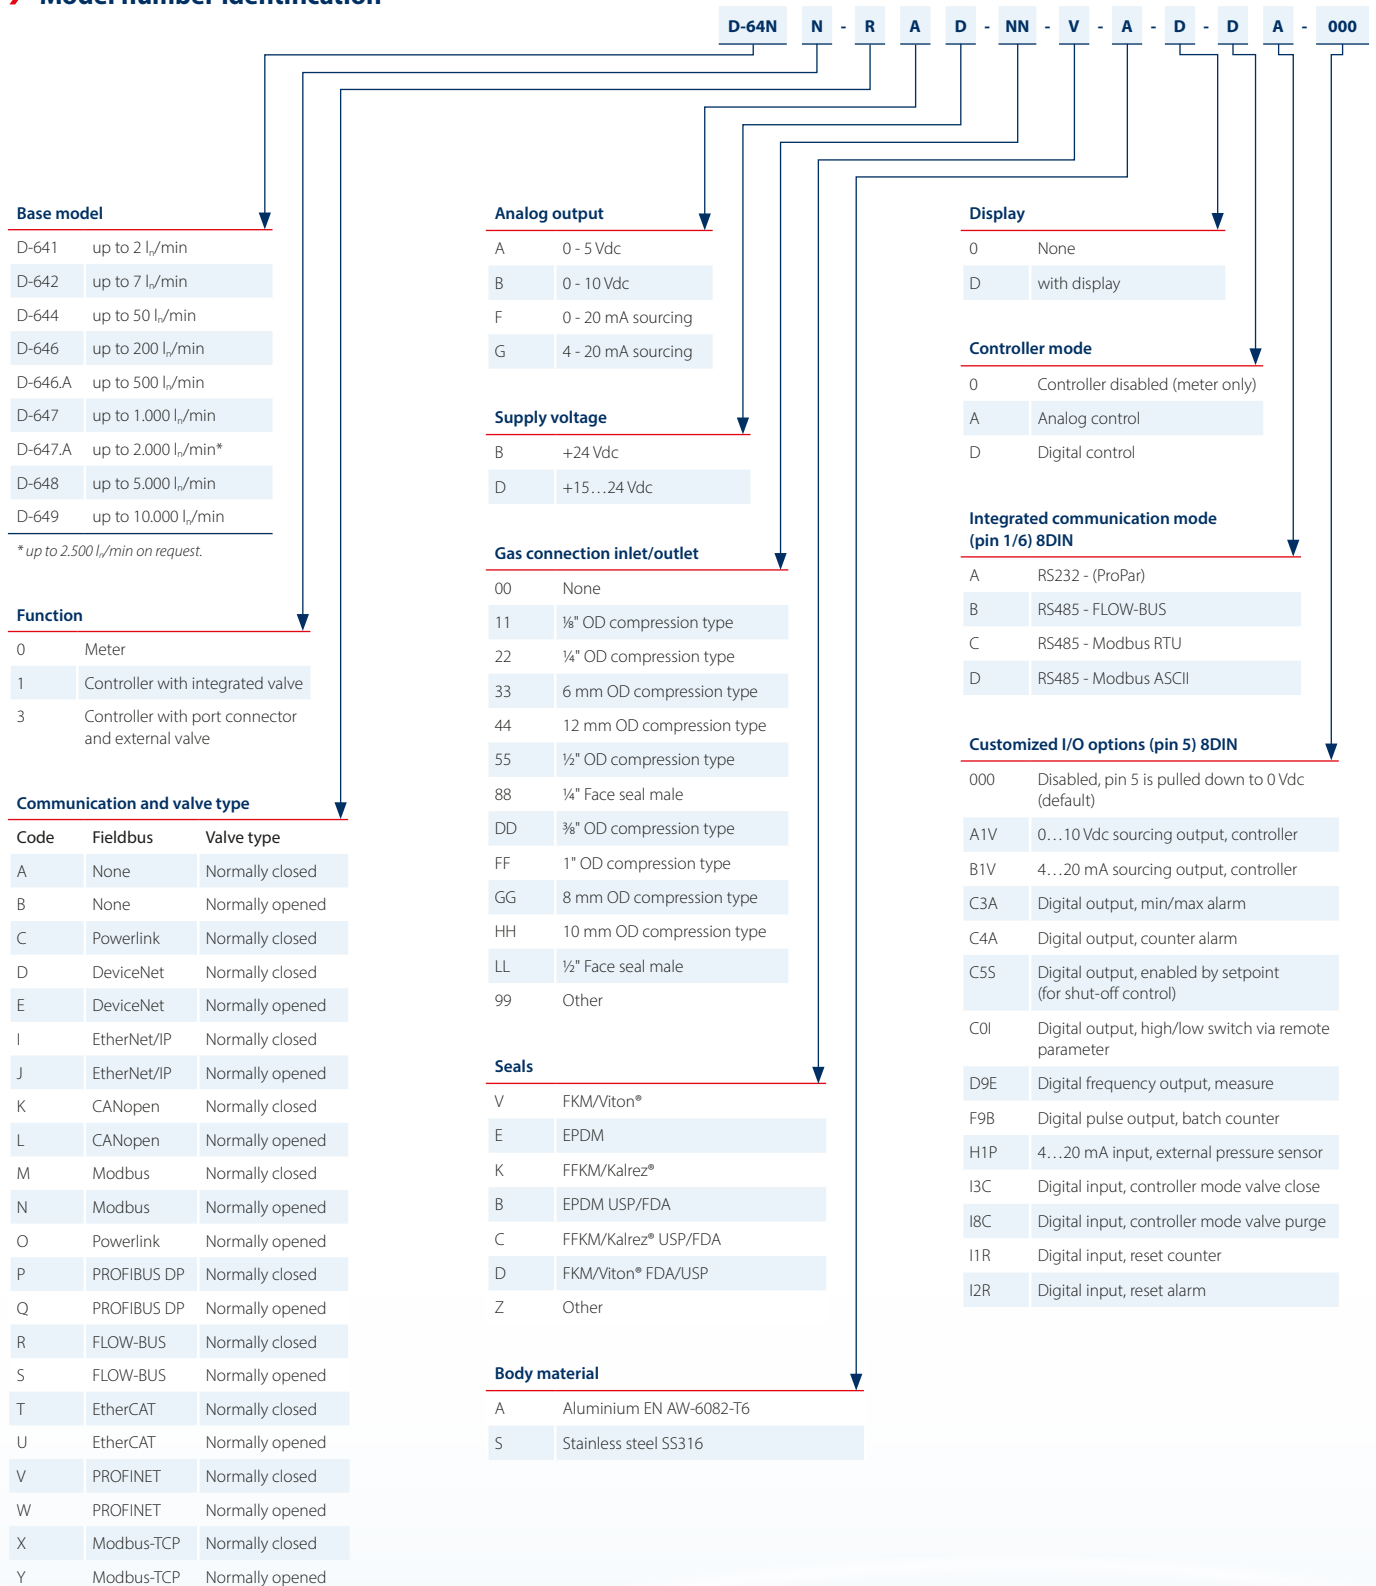 Model number identification
D-64N N - R A D - NN - V - A - D - D A - 000
Base model
D-641 up to 2 lₙ/min
D-642 up to 7 lₙ/min
D-644 up to 50 lₙ/min
D-646 up to 200 lₙ/min
D-646.A up to 500 lₙ/min
D-647 up to 1.000 lₙ/min
D-647.A up to 2.000 lₙ/min*
D-648 up to 5.000 lₙ/min
D-649 up to 10.000 lₙ/min
* up to 2.500 lₙ/min on request.
Function
0 Meter
1 Controller with integrated valve
3 Controller with port connector
and external valve
Communication and valve type
Code Fieldbus Valve type
A None Normally closed
B None Normally opened
C Powerlink Normally closed
D DeviceNet Normally closed
E DeviceNet Normally opened
I EtherNet/IP Normally closed
J EtherNet/IP Normally opened
K CANopen Normally closed
L CANopen Normally opened
M Modbus Normally closed
N Modbus Normally opened
O Powerlink Normally opened
P PROFIBUS DP Normally closed
Q PROFIBUS DP Normally opened
R FLOW-BUS Normally closed
S FLOW-BUS Normally opened
T EtherCAT Normally closed
U EtherCAT Normally opened
V PROFINET Normally closed
W PROFINET Normally opened
X Modbus-TCP Normally closed
Y Modbus-TCP Normally opened
Analog output
A 0 - 5 Vdc
B 0 - 10 Vdc
F 0 - 20 mA sourcing
G 4 - 20 mA sourcing
Supply voltage
B +24 Vdc
D +15…24 Vdc
Gas connection inlet/outlet
00 None
11 ⅛" OD compression type
22 ¼" OD compression type
33 6 mm OD compression type
44 12 mm OD compression type
55 ½" OD compression type
88 ¼" Face seal male
DD ⅜" OD compression type
FF 1" OD compression type
GG 8 mm OD compression type
HH 10 mm OD compression type
LL ½" Face seal male
99 Other
Seals
V FKM/Viton®
E EPDM
K FFKM/Kalrez®
B EPDM USP/FDA
C FFKM/Kalrez® USP/FDA
D FKM/Viton® FDA/USP
Z Other
Body material
A Aluminium EN AW-6082-T6
S Stainless steel SS316
Display
0 None
D with display
Controller mode
0 Controller disabled (meter only)
A Analog control
D Digital control
Integrated communication mode
(pin 1/6) 8DIN
A RS232 - (ProPar)
B RS485 - FLOW-BUS
C RS485 - Modbus RTU
D RS485 - Modbus ASCII
Customized I/O options (pin 5) 8DIN
000 Disabled, pin 5 is pulled down to 0 Vdc
(default)
A1V 0…10 Vdc sourcing output, controller
B1V 4…20 mA sourcing output, controller
C3A Digital output, min/max alarm
C4A Digital output, counter alarm
C5S Digital output, enabled by setpoint
(for shut-off control)
C0I Digital output, high/low switch via remote
parameter
D9E Digital frequency output, measure
F9B Digital pulse output, batch counter
H1P 4…20 mA input, external pressure sensor
I3C Digital input, controller mode valve close
I8C Digital input, controller mode valve purge
I1R Digital input, reset counter
I2R Digital input, reset alarm